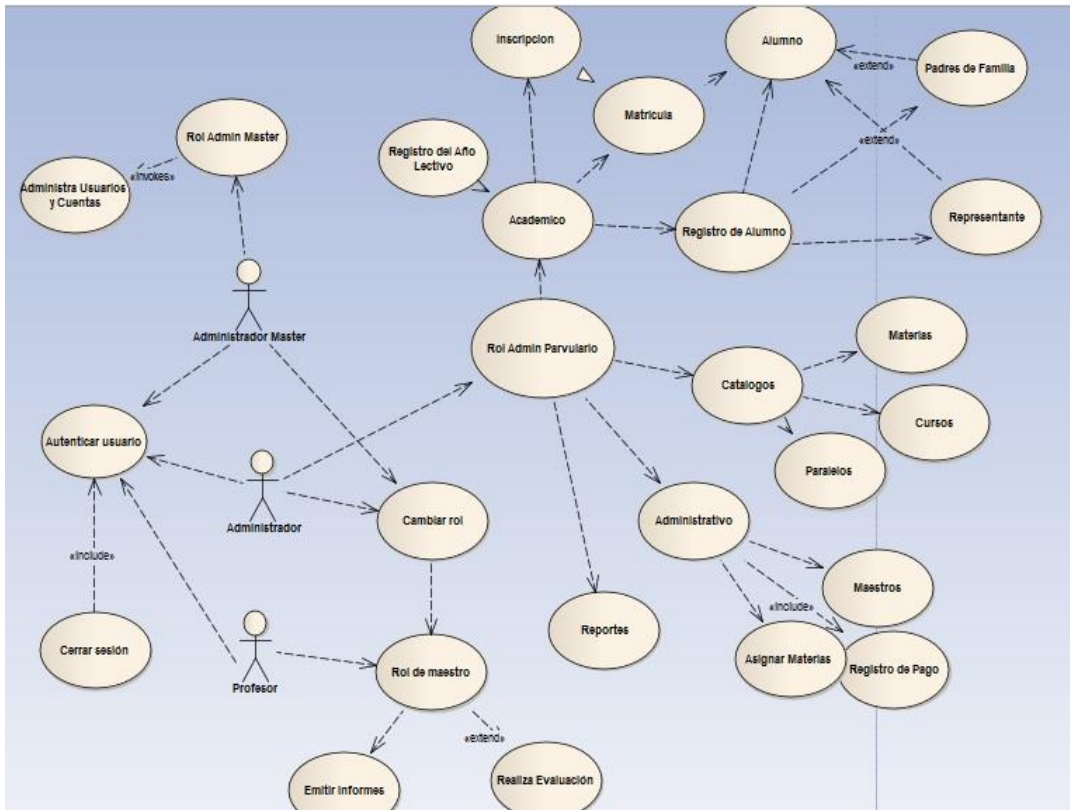 Inscripcion
Alumno
«extend»
Padres de Familia
Matricula
Rol Admin Master
Registro del Año
Lectivo
«extend»
«invokes»
Administra Usuarios
y Cuentas
Academico
Registro de Alumno
Representante
Administrador Master
Rol Admin Parvulario
Materias
Catalogos
Cursos
Autenticar usuario
Paralelos
Administrador
Cambiar rol
Administrativo
«include»
Maestros
«include»
Cerrar sesión
Reportes
Asignar Materias
Registro de Pago
Profesor
Rol de maestro
«extend»
Emitir Informes
Realiza Evaluación